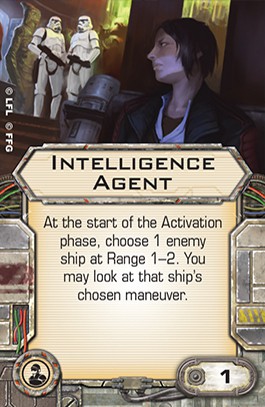 © LFL © FFG
INTELLIGENCE
AGENT
At the start of the Activation
phase, choose 1 enemy
ship at Range 1–2. You
may look at that ship's
chosen maneuver.
1